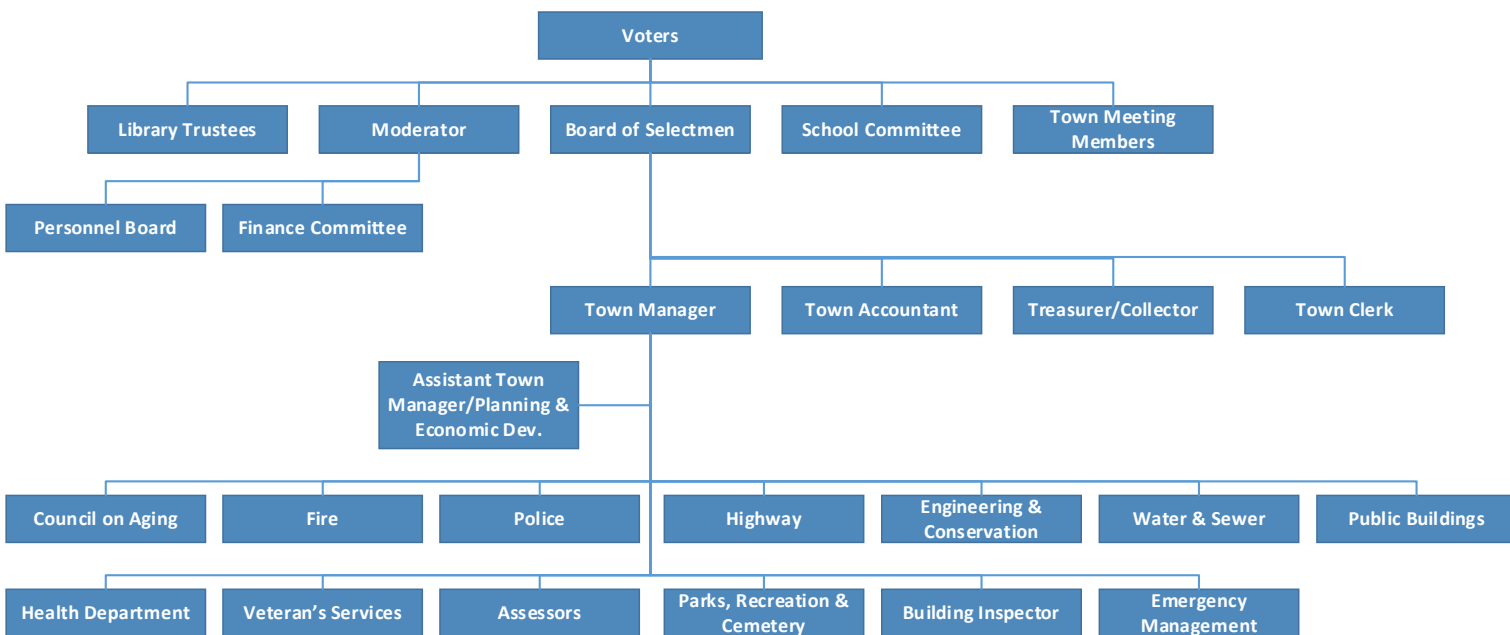 Voters
Library Trustees
Moderator
Board of Selectmen
School Committee
Town Meeting
Members
Personnel Board
Finance Committee
Town Manager
Town Accountant
Treasurer/Collector
Town Clerk
Assistant Town
Manager/Planning &
Economic Dev.
Council on Aging
Fire
Police
Highway
Engineering &
Conservation
Water & Sewer
Public Buildings
Health Department
Veteran’s Services
Assessors
Parks, Recreation &
Cemetery
Building Inspector
Emergency
Management